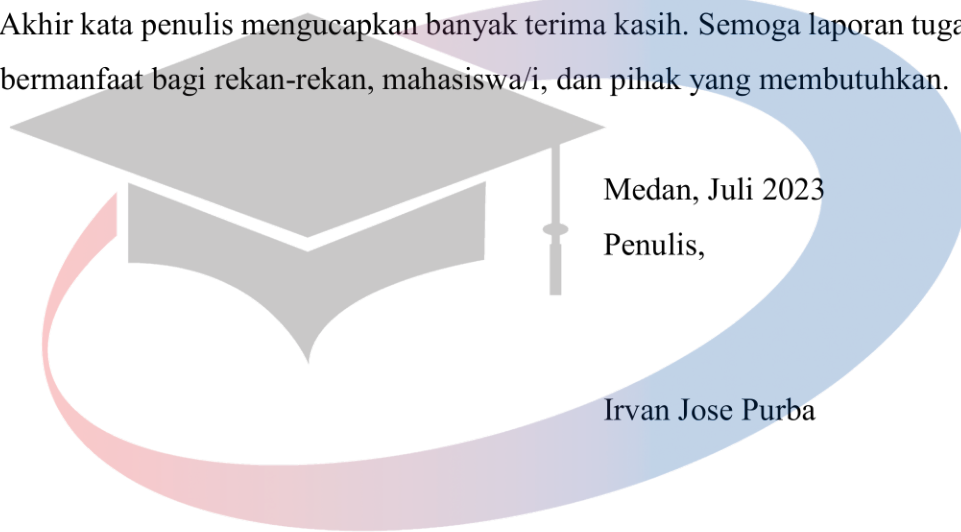 Akhir kata penulis mengucapkan banyak terima kasih. Semoga laporan tuga
bermanfaat bagi rekan-rekan, mahasiswa/i, dan pihak yang membutuhkan.
Medan, Juli 2023
Penulis,
Irvan Jose Purba